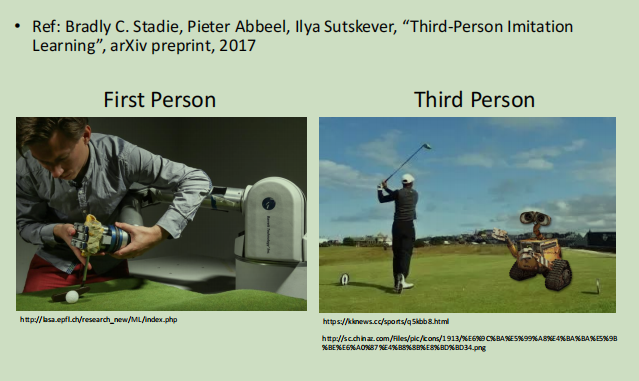 • Ref: Bradly C. Stadie, Pieter Abbeel, Ilya Sutskever, “Third-Person Imitation
Learning”, arXiv preprint, 2017
First Person
Third Person
http://lasa.epfl.ch/research_new/ML/index.php
https://kknews.cc/sports/q5kbb8.html
http://sc.chinaz.com/Files/pic/icons/1913/%E6%9C%BA%E5%99%A8%E4%BA%BA%E5%9B
%BE%E6%A0%87%E4%B8%8B%E8%BD%BD34.png